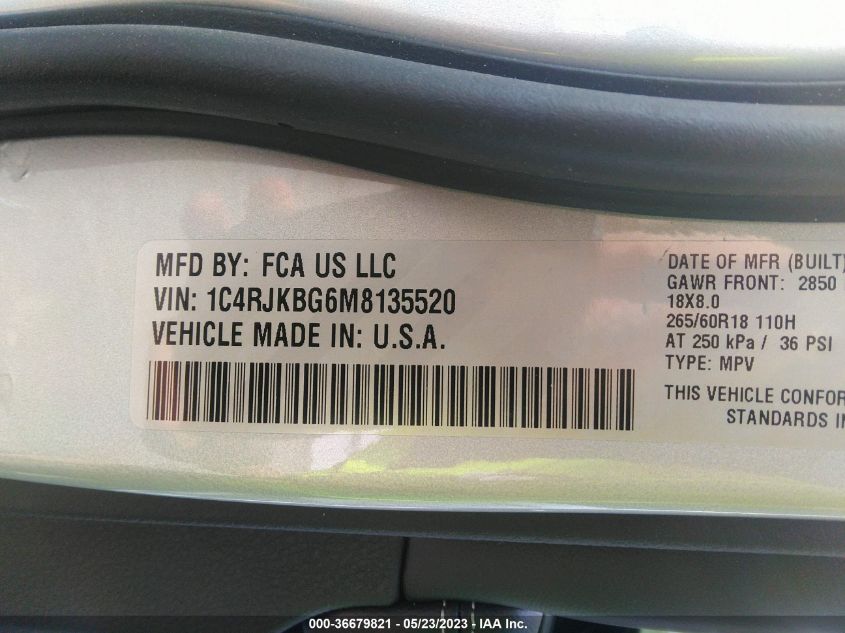 MFD BY: FCA US LLC
VIN: 1C4RJKBG6M8135520
VEHICLE MADE IN: U.S.A.
DATE OF MFR (BUILT)
GAWR FRONT: 2850
18X8.0
265/60R18 110H
AT 250 kPa / 36 PSI
TYPE: MPV
THIS VEHICLE CONFOR
STANDARDS IN
000-36679821 — 05/23/2023 — IAA Inc.